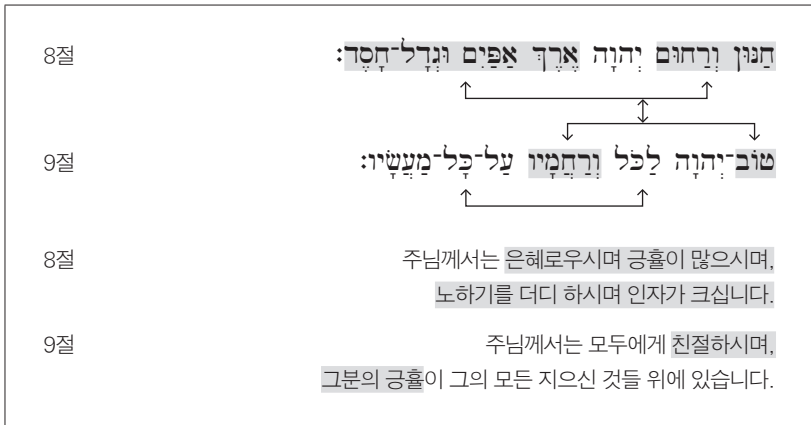 8절 חַנּוּן וְרַחוּם יְהוָה אֶרֶךְ אַפַּיִם וּגְדָל־חָסֶד׃
9절 טוֹב־יְהוָה לַכֹּל וְרַחֲמָיו עַל־כָּל־מַעֲשָׂיו׃
8절 주님께서는 은혜로우시며 긍휼이 많으시며,
노하기를 더디 하시며 인자가 크십니다.
9절 주님께서는 모두에게 친절하시며,
그분의 긍휼이 그의 모든 지으신 것들 위에 있습니다.